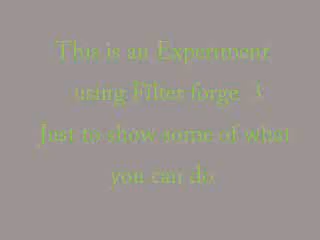 This is an Experiment
using Filter forge :)
Just to show some of what
you can do.